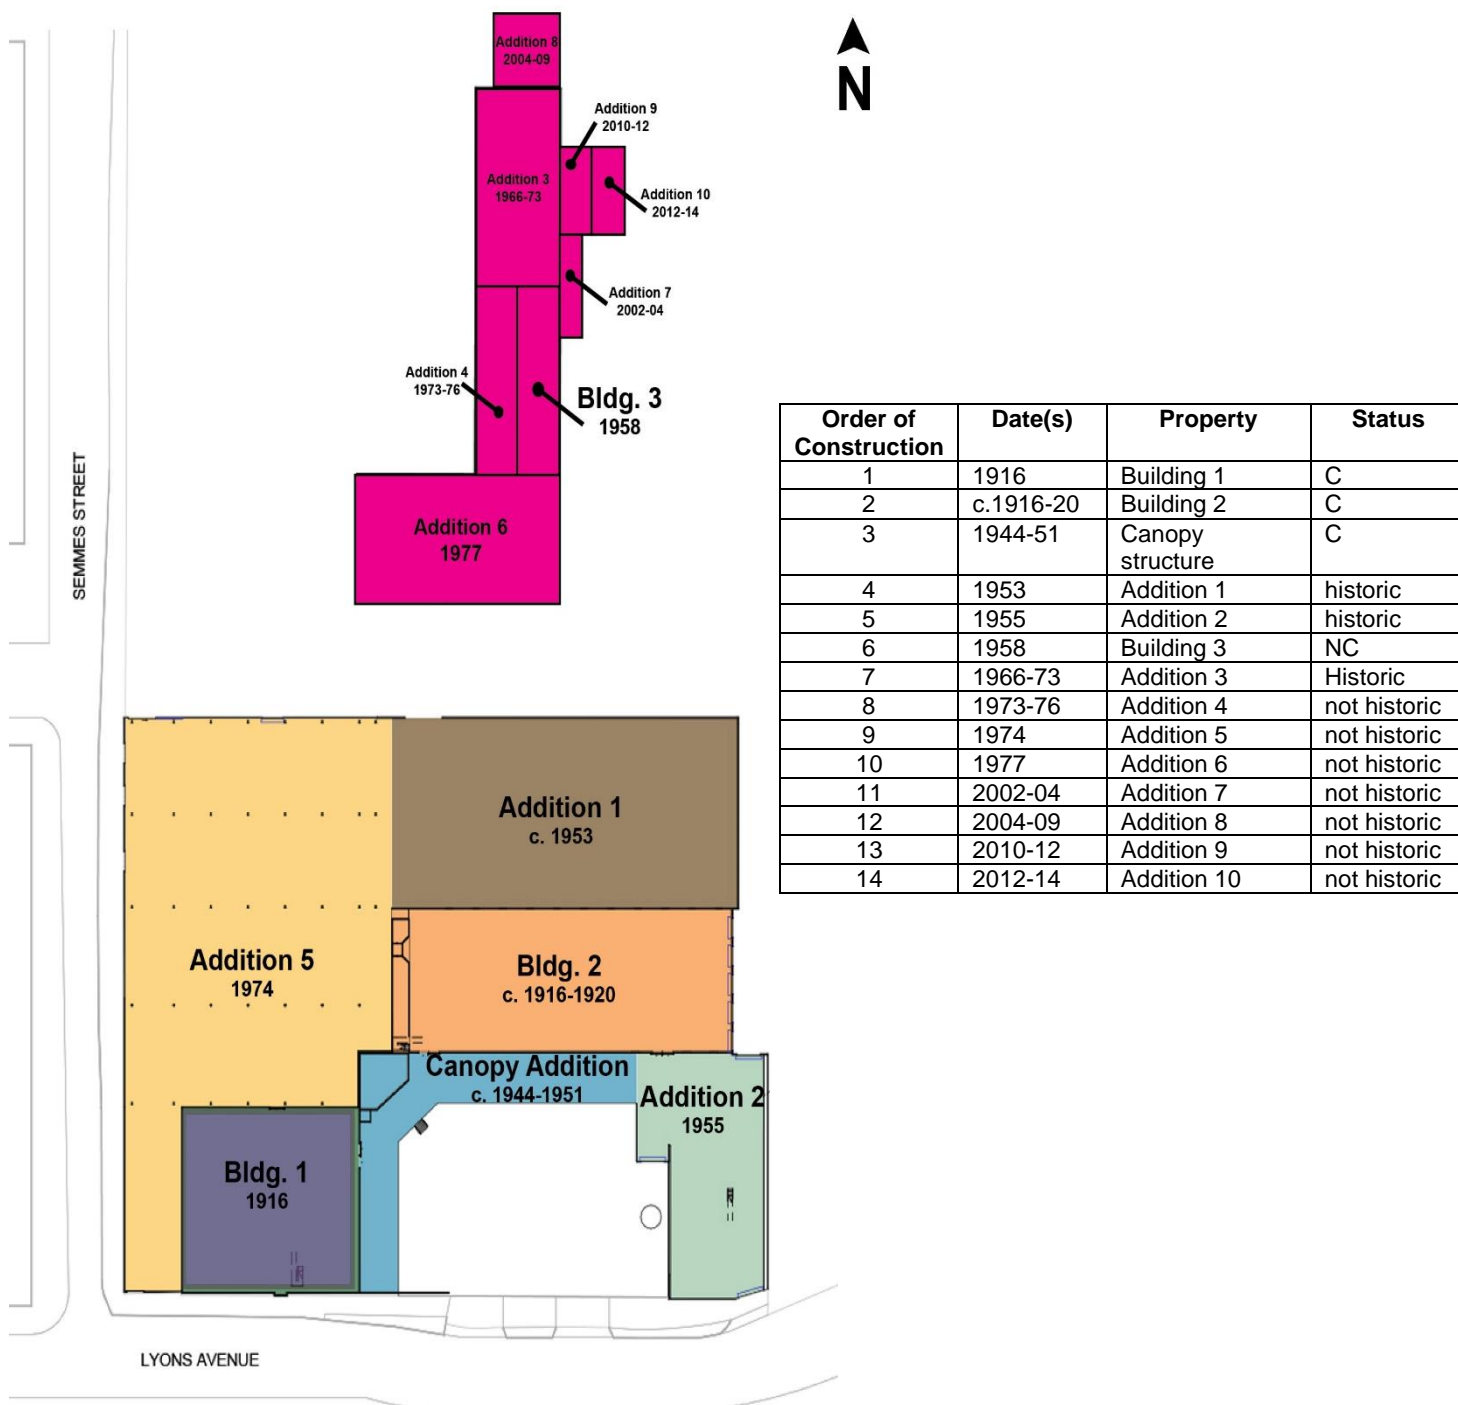 Addition 8
2004-09
N
Addition 9
2010-12
Addition 3
1966-73
Addition 10
2012-14
Addition 7
2002-04
Addition 4
1973-76
Bldg. 3
1958
Addition 6
1977
SEMMES STREET
Order of Construction | Date(s) | Property | Status
1 | 1916 | Building 1 | C
2 | c.1916-20 | Building 2 | C
3 | 1944-51 | Canopy structure | C
4 | 1953 | Addition 1 | historic
5 | 1955 | Addition 2 | historic
6 | 1958 | Building 3 | NC
7 | 1966-73 | Addition 3 | Historic
8 | 1973-76 | Addition 4 | not historic
9 | 1974 | Addition 5 | not historic
10 | 1977 | Addition 6 | not historic
11 | 2002-04 | Addition 7 | not historic
12 | 2004-09 | Addition 8 | not historic
13 | 2010-12 | Addition 9 | not historic
14 | 2012-14 | Addition 10 | not historic
Addition 1
c. 1953
Addition 5
1974
Bldg. 2
c. 1916-1920
Canopy Addition
c. 1944-1951
Addition 2
1955
Bldg. 1
1916
LYONS AVENUE